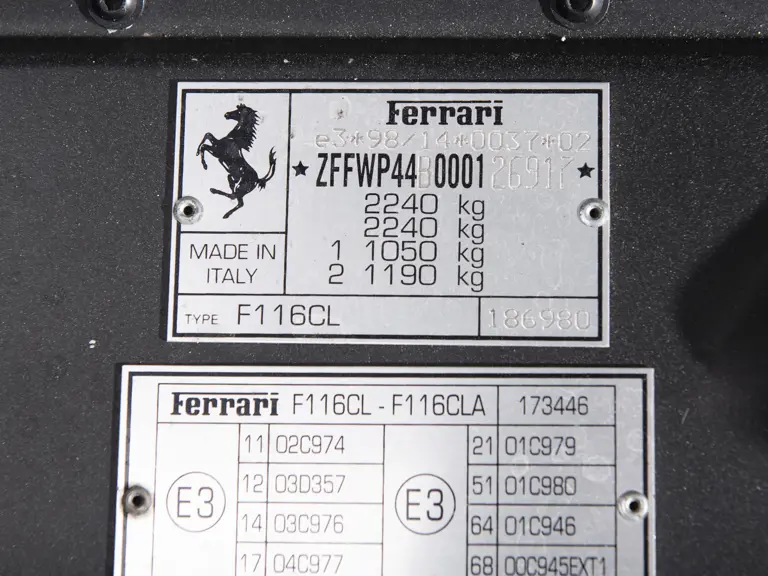 Ferrari
e3*98/14*0037*02
★ ZFFWP44B000126917 ★
2240 kg
2240 kg
1 1050 kg
2 1190 kg
MADE IN
ITALY
TYPE F116CL
186980
Ferrari F116CL - F116CLA 173446
E3
11 02C974
12 03D357
14 03C976
17 04C977
E3
21 01C979
51 01C980
64 01C946
68 00C945EXT1